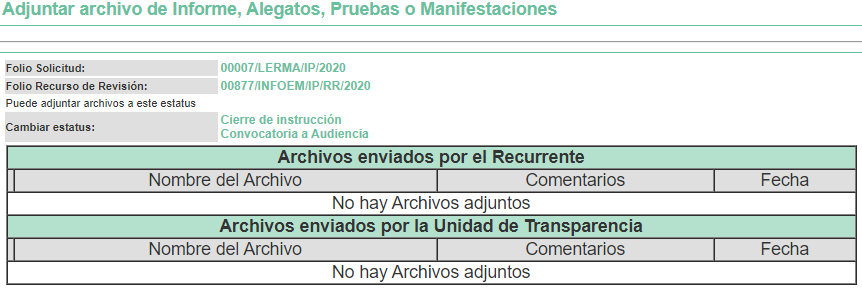 Adjuntar archivo de Informe, Alegatos, Pruebas o Manifestaciones
Folio Solicitud: 00007/LERMA/IP/2020
Folio Recurso de Revisión: 00877/INFOEM/IP/RR/2020
Puede adjuntar archivos a este estatus
Cambiar estatus: Cierre de instrucción
Convocatoria a Audiencia
Archivos enviados por el Recurrente
Nombre del Archivo Comentarios Fecha
No hay Archivos adjuntos
Archivos enviados por la Unidad de Transparencia
Nombre del Archivo Comentarios Fecha
No hay Archivos adjuntos